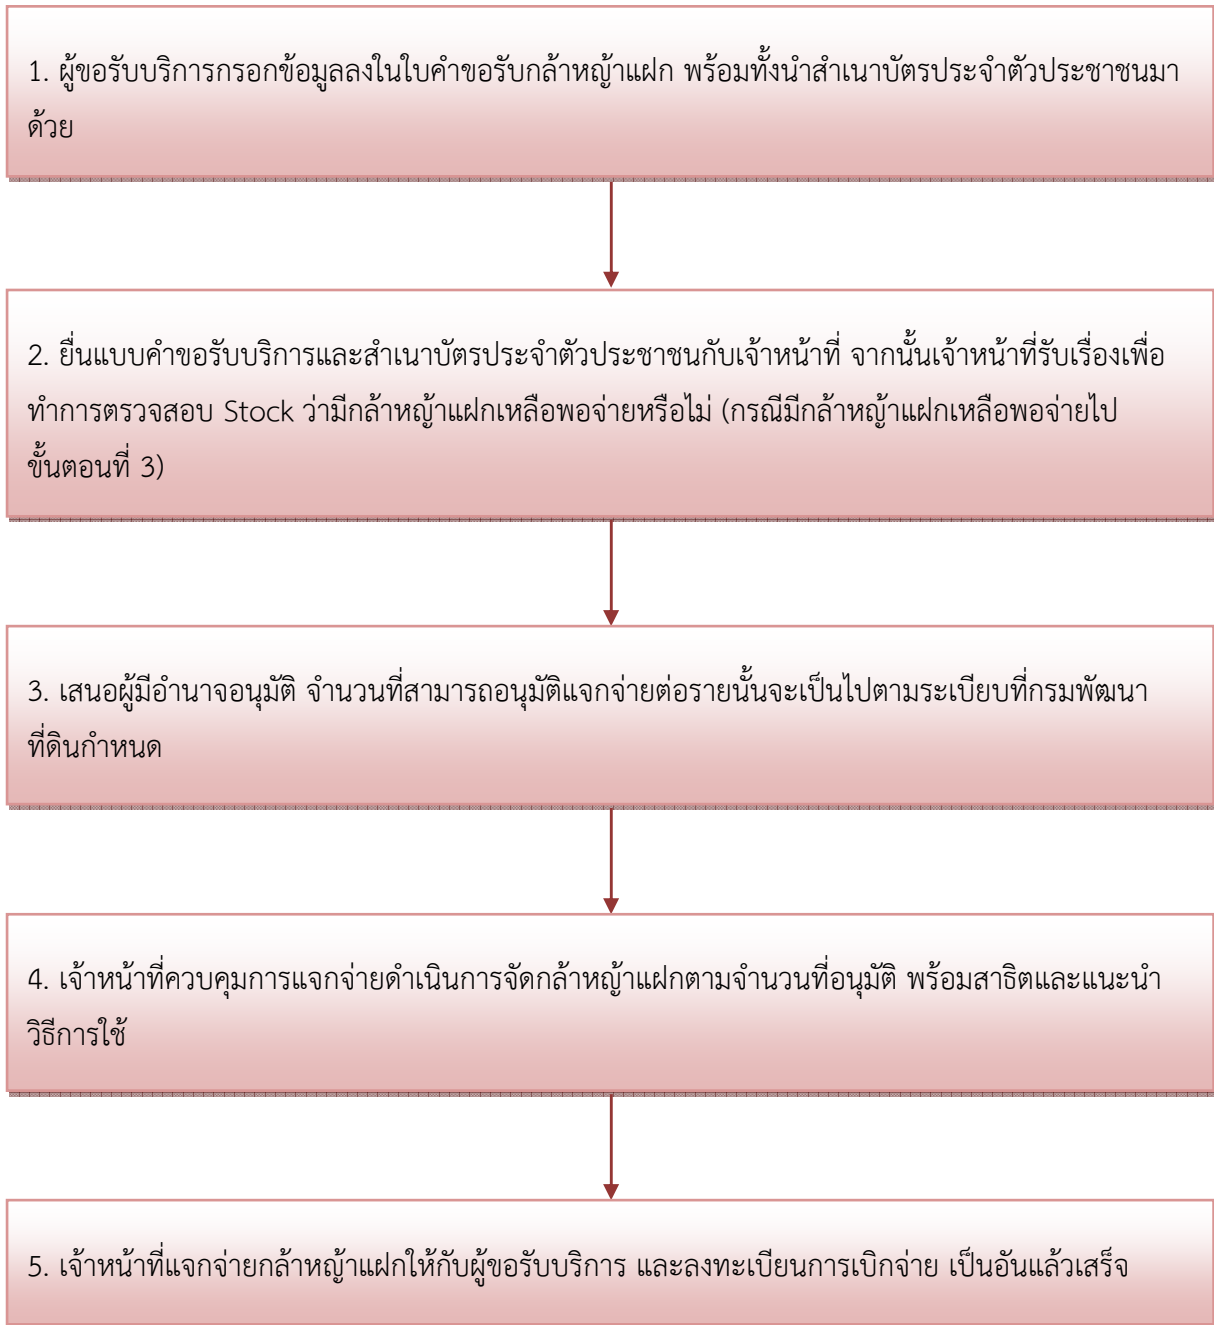 1. ผู้ขอรับบริการกรอกข้อมูลลงในใบคำขอรับกล้าหญ้าแฝก พร้อมทั้งนำสำเนาบัตรประจำตัวประชาชนมา
ด้วย
2. ยื่นแบบคำขอรับบริการและสำเนาบัตรประจำตัวประชาชนกับเจ้าหน้าที่ จากนั้นเจ้าหน้าที่รับเรื่องเพื่อ
ทำการตรวจสอบ Stock ว่ามีกล้าหญ้าแฝกเหลือพอจ่ายหรือไม่ (กรณีมีกล้าหญ้าแฝกเหลือพอจ่ายไป
ขั้นตอนที่ 3)
3. เสนอผู้มีอำนาจอนุมัติ จำนวนที่สามารถอนุมัติแจกจ่ายต่อรายนั้นจะเป็นไปตามระเบียบที่กรมพัฒนา
ที่ดินกำหนด
4. เจ้าหน้าที่ควบคุมการแจกจ่ายดำเนินการจัดกล้าหญ้าแฝกตามจำนวนที่อนุมัติ พร้อมสาธิตและแนะนำ
วิธีการใช้
5. เจ้าหน้าที่แจกจ่ายกล้าหญ้าแฝกให้กับผู้ขอรับบริการ และลงทะเบียนการเบิกจ่าย เป็นอันแล้วเสร็จ